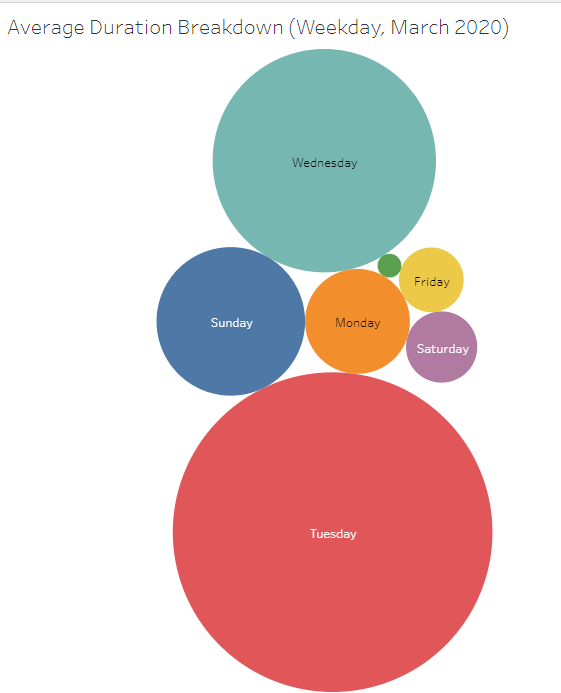 Average Duration Breakdown (Weekday, March 2020)
Wednesday
Friday
Sunday
Monday
Saturday
Tuesday